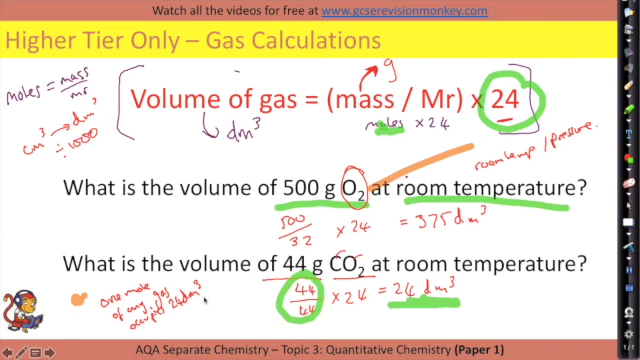 Watch all the videos for free at www.gcserevisionmonkey.com
Higher Tier Only – Gas Calculations
moles = mass / mr
g
cm³ → dm³
÷ 1000
Volume of gas = (mass / Mr) x 24
dm³
moles × 24
room temp / pressure.
What is the volume of 500 g O₂ at room temperature?
500 / 32 × 24 = 375 dm³
What is the volume of 44 g CO₂ at room temperature?
44 / 44 × 24 = 24 dm³
one mole
of any gas
occupies 24dm³
AQA Separate Chemistry – Topic 3: Quantitative Chemistry (Paper 1)
1/1